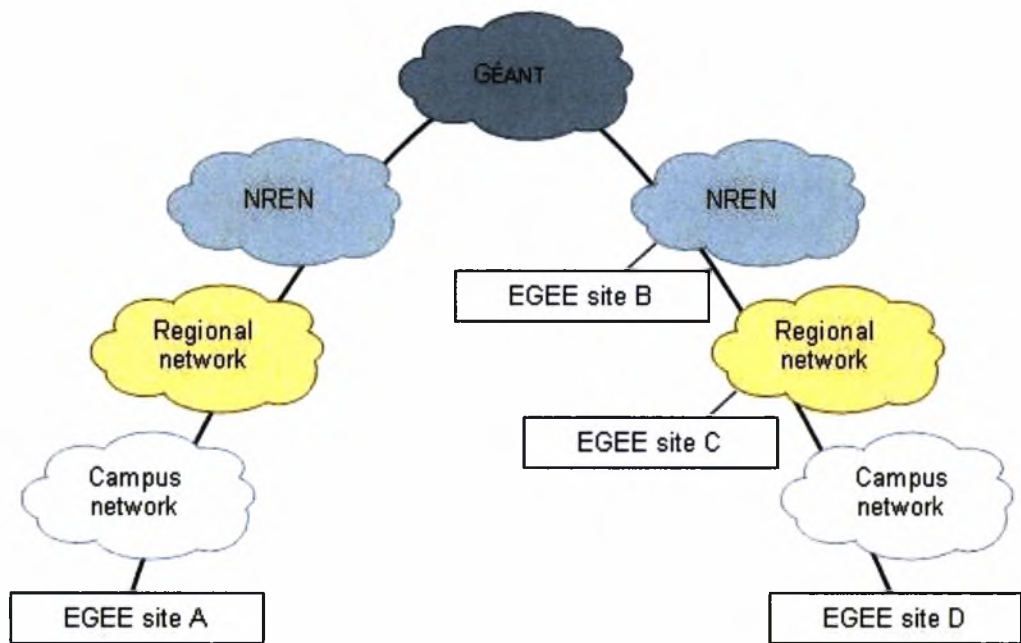 GÉANT
NREN
NREN
EGEE site B
Regional
network
Regional
network
EGEE site C
Campus
network
Campus
network
EGEE site A
EGEE site D